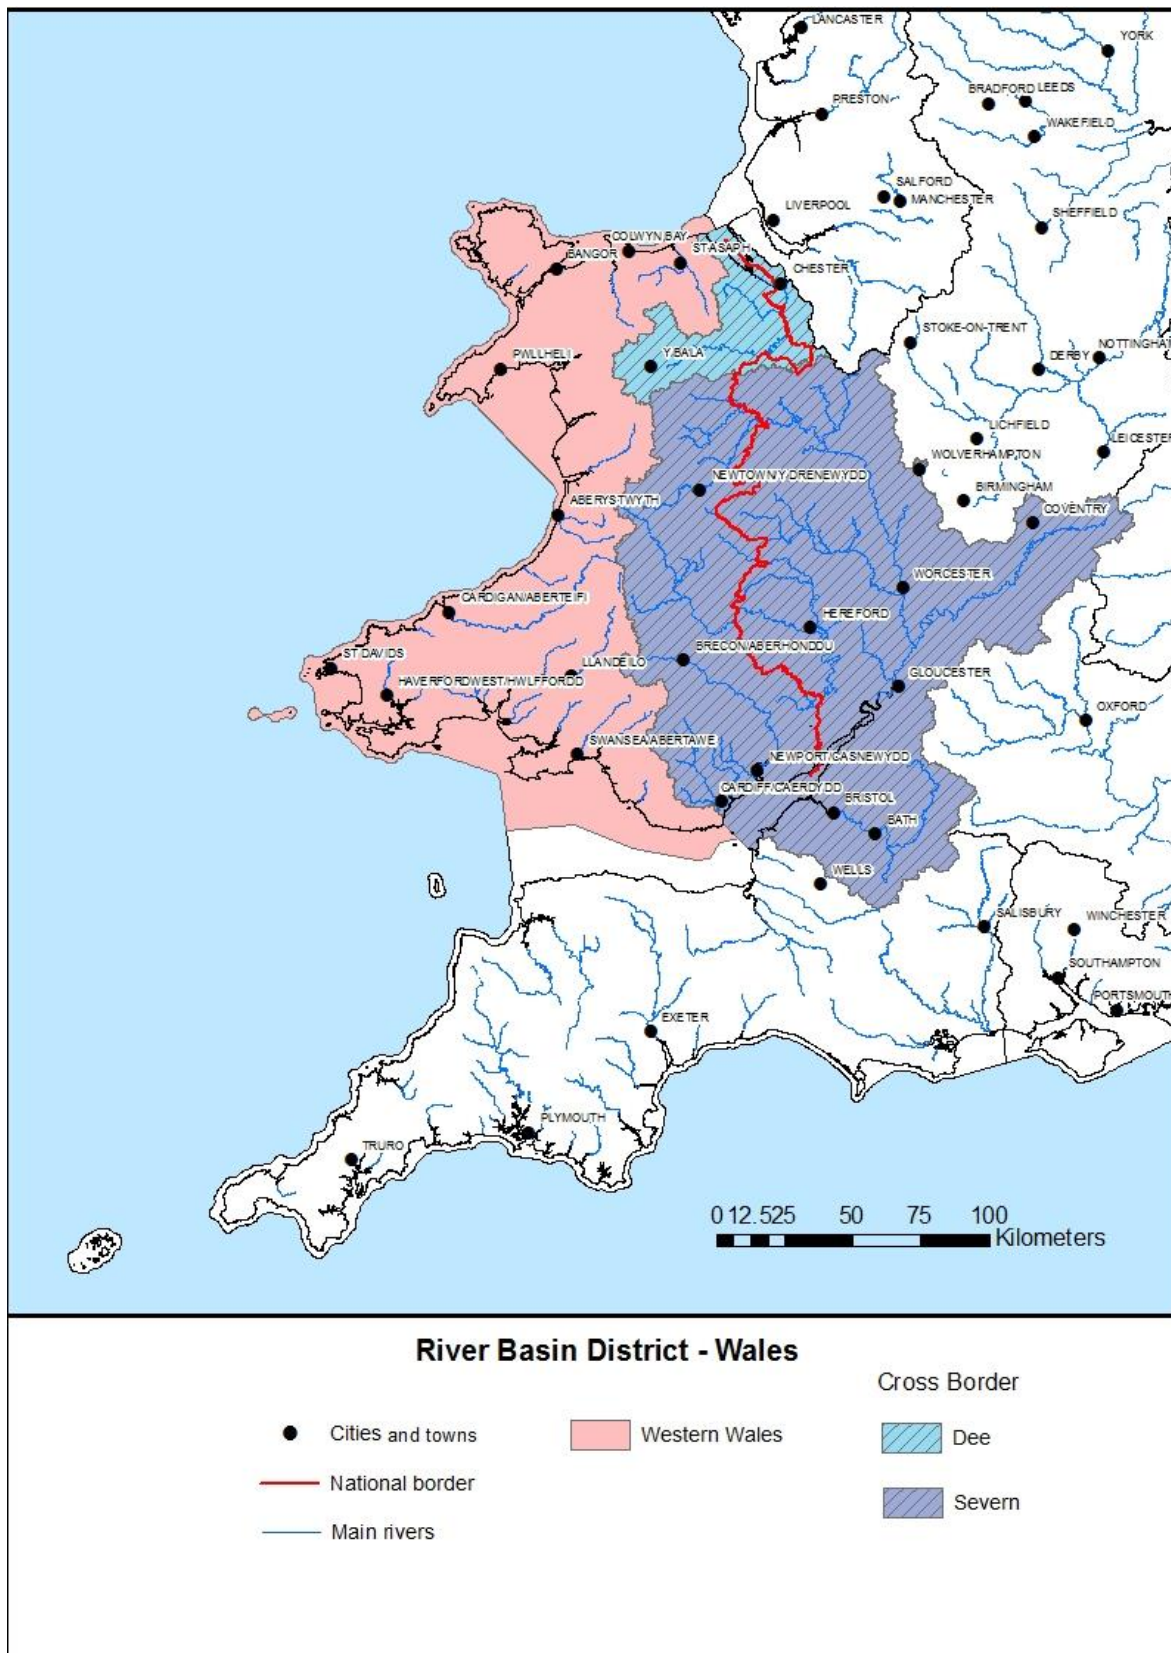 LANCASTER
YORK
BRADFORD
LEEDS
PRESTON
WAKEFIELD
SALFORD
MANCHESTER
LIVERPOOL
SHEFFIELD
COLWYN BAY
ST ASAPH
BANGOR
CHESTER
STOKE-ON-TRENT
NOTTINGHAM
PWLLHELI
Y BALA
DERBY
LICHFIELD
LEICESTER
WOLVERHAMPTON
NEWTOWN/Y DRENEWYDD
BIRMINGHAM
ABERYSTWYTH
COVENTRY
WORCESTER
CARDIGAN/ABERTEIFI
HEREFORD
BRECON/ABERHONDDU
ST DAVIDS
LLANDEILO
GLOUCESTER
HAVERFORDWEST/HWLFFORDD
OXFORD
SWANSEA/ABERTAWE
NEWPORT/CASNEWYDD
CARDIFF/CAERDYDD
BRISTOL
BATH
WELLS
SALISBURY
WINCHESTER
SOUTHAMPTON
PORTSMOUTH
EXETER
PLYMOUTH
TRURO
0 12.525 50 75 100
Kilometers
River Basin District - Wales
Cross Border
Cities and towns
Western Wales
Dee
National border
Severn
Main rivers